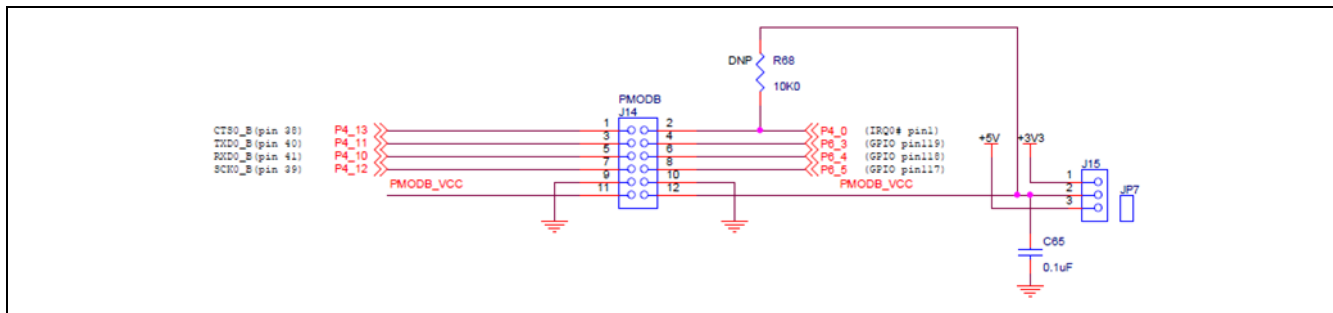 DNP R68
10K0
PMODB
J14
CTS0_B(pin 38) P4_13 1 2 P4_0 (IRQ0# pin1)
TXD0_B(pin 40) P4_11 3 4 P6_3 (GPIO pin119)
RXD0_B(pin 41) P4_10 5 6 P6_4 (GPIO pin118)
SCK0_B(pin 39) P4_12 7 8 P6_5 (GPIO pin117)
PMODB_VCC 9 10 PMODB_VCC
11 12
+5V +3V3
J15
1
2
3
JP7
C65
0.1uF